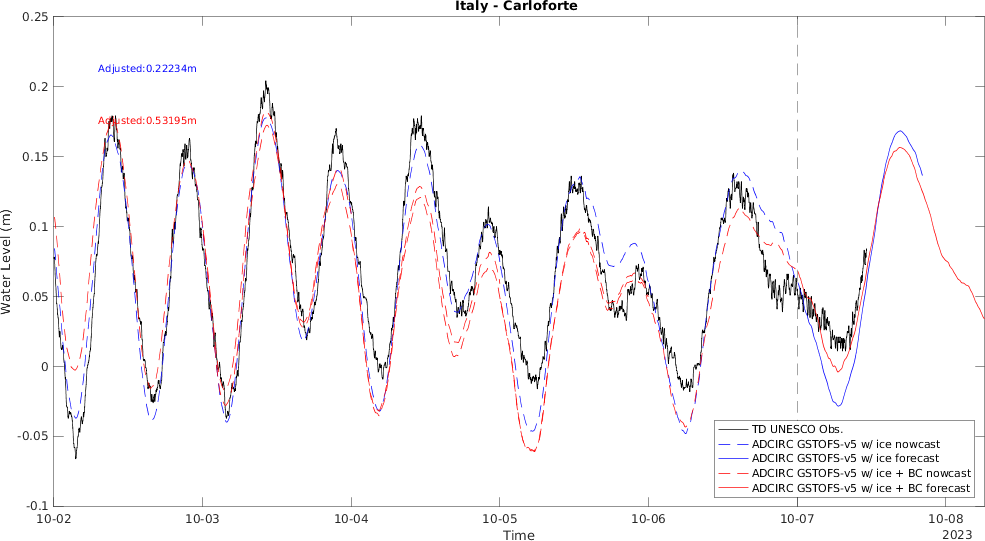 Italy - Carloforte
0.25
0.2
0.15
0.1
0.05
0
-0.05
-0.1
Water Level (m)
Adjusted:0.22234m
Adjusted:0.53195m
TD UNESCO Obs.
ADCIRC GSTOFS-v5 w/ ice nowcast
ADCIRC GSTOFS-v5 w/ ice forecast
ADCIRC GSTOFS-v5 w/ ice + BC nowcast
ADCIRC GSTOFS-v5 w/ ice + BC forecast
10-02 10-03 10-04 10-05 10-06 10-07 10-08
Time
2023